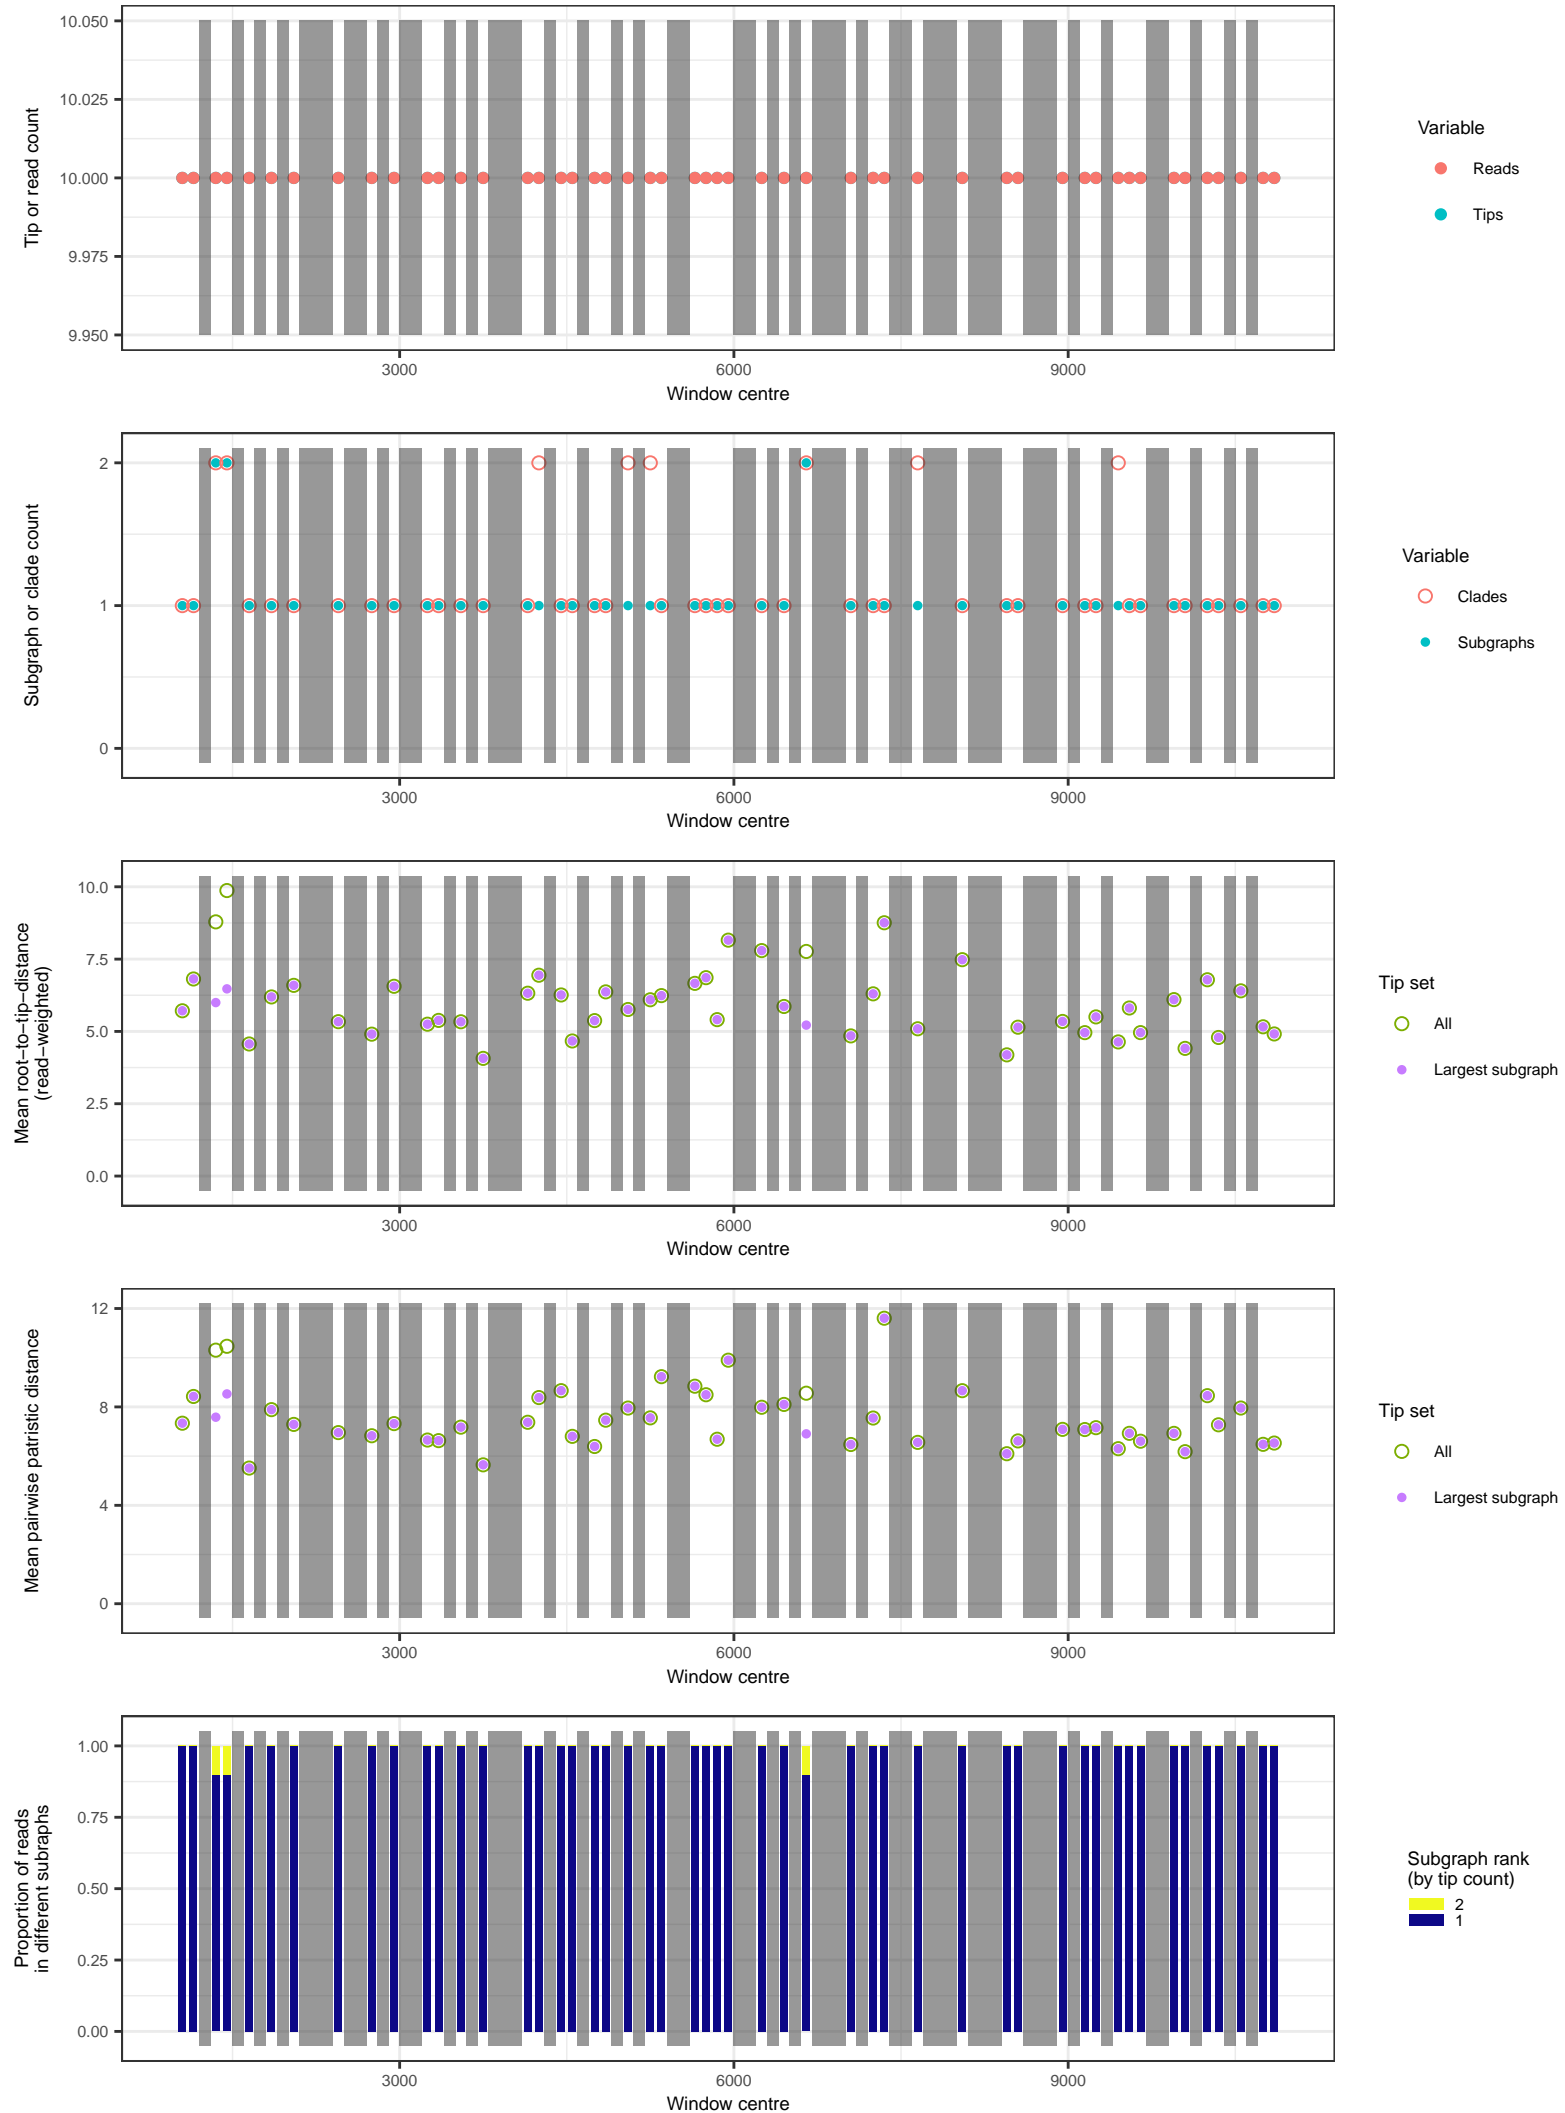 10.050
10.025
10.000
9.975
9.950
Tip or read count
3000
6000
9000
Window centre
Variable
Reads
Tips
2
1
0
Subgraph or clade count
3000
6000
9000
Window centre
Variable
Clades
Subgraphs
10.0
7.5
5.0
2.5
0.0
Mean root−to−tip−distance
(read−weighted)
3000
6000
9000
Window centre
Tip set
All
Largest subgraph
12
8
4
0
Mean pairwise patristic distance
3000
6000
9000
Window centre
Tip set
All
Largest subgraph
1.00
0.75
0.50
0.25
0.00
Proportion of reads
in different subraphs
3000
6000
9000
Window centre
Subgraph rank
(by tip count)
2
1